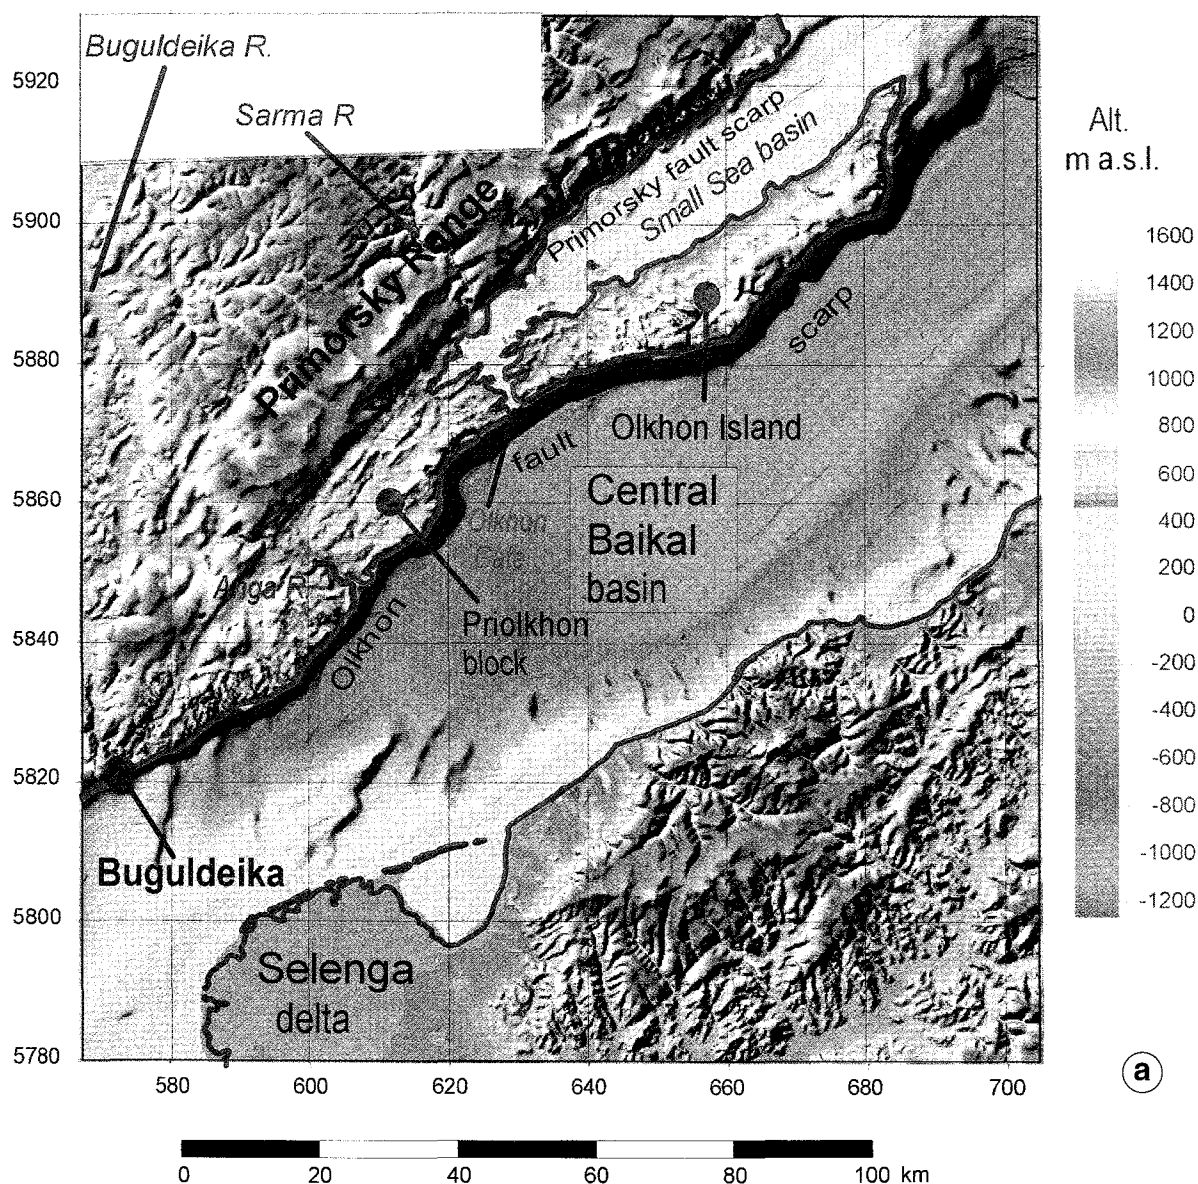 Buguldeika R.
Sarma R
Primorsky Range
Primorsky fault scarp
Small Sea basin
scarp
Olkhon Island
fault
Central
Baikal
basin
Olkhon
Gate
Anga R
Priolkhon
block
Olkhon
Buguldeika
Selenga
delta
5920
5900
5880
5860
5840
5820
5800
5780
580
600
620
640
660
680
700
Alt.
m a.s.l.
1600
1400
1200
1000
800
600
400
200
0
-200
-400
-600
-800
-1000
-1200
a
0 20 40 60 80 100 km